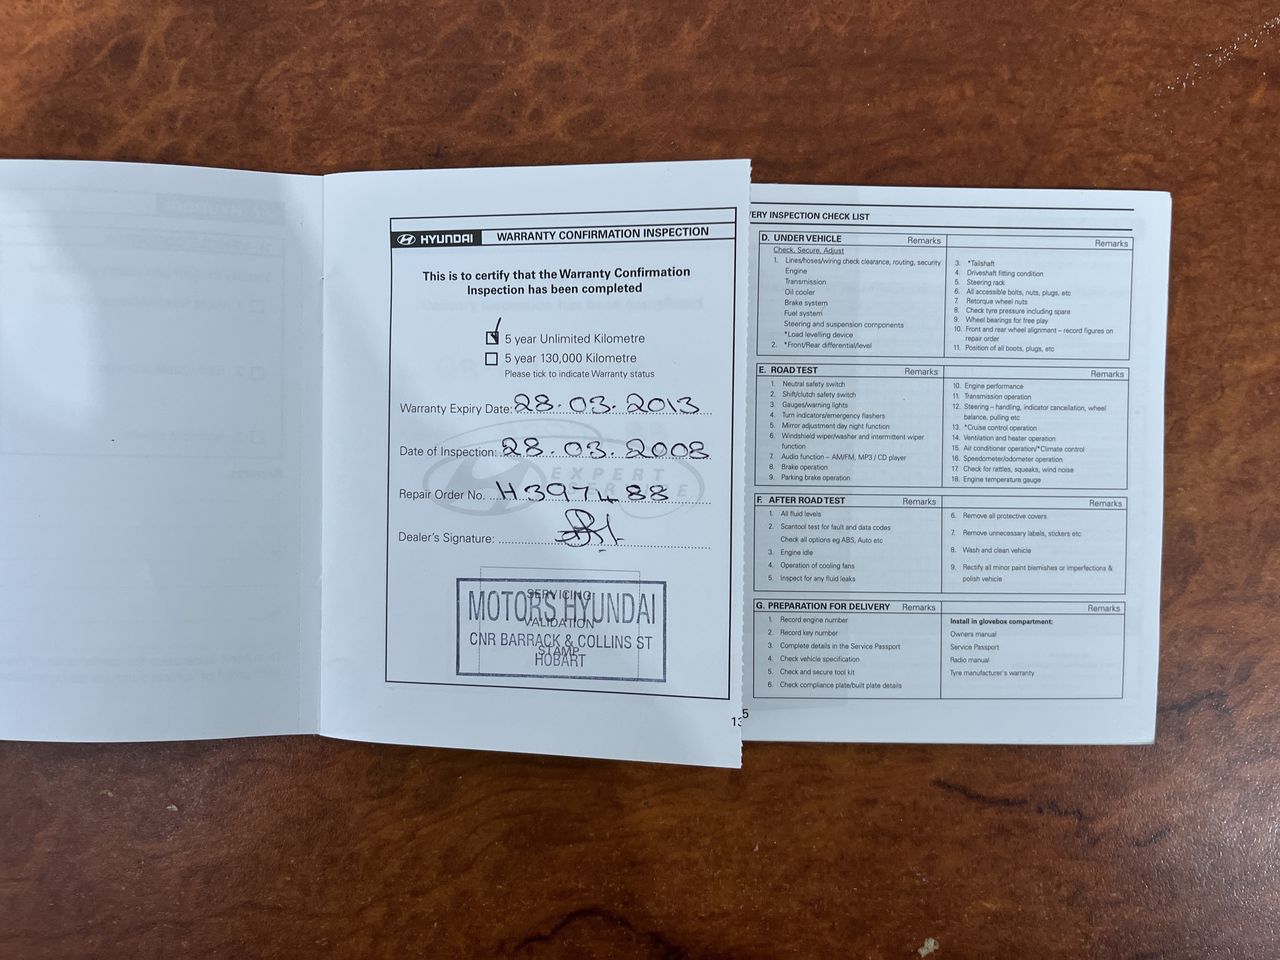 HYUNDAI WARRANTY CONFIRMATION INSPECTION
This is to certify that the Warranty Confirmation
Inspection has been completed
5 year Unlimited Kilometre
5 year 130,000 Kilometre
Please tick to indicate Warranty status
Warranty Expiry Date: 28.03.2013
Date of Inspection: 28.03.2008
EXPERT
Repair Order No. H397488
Dealer's Signature:
SERVICING
MOTORS HYUNDAI
VALIDATION
CNR BARRACK & COLLINS ST
STAMP
HOBART
13
ERY INSPECTION CHECK LIST
D. UNDER VEHICLE Remarks
Check, Secure, Adjust
1. Lines/hoses/wiring check clearance, routing, security
Engine
Transmission
Oil cooler
Brake system
Fuel system
Steering and suspension components
*Load levelling device
2. *Front/Rear differential/level
Remarks
3. *Tailshaft
4. Driveshaft fitting condition
5. Steering rack
6. All accessible bolts, nuts, plugs, etc
7. Retorque wheel nuts
8. Check tyre pressure including spare
9. Wheel bearings for free play
10. Front and rear wheel alignment – record figures on
repair order
11. Position of all boots, plugs, etc
E. ROAD TEST Remarks
1. Neutral safety switch
2. Shift/clutch safety switch
3. Gauges/warning lights
4. Turn indicators/emergency flashers
5. Mirror adjustment day night function
6. Windshield wiper/washer and intermittent wiper
function
7. Audio function – AM/FM, MP3 / CD player
8. Brake operation
9. Parking brake operation
Remarks
10. Engine performance
11. Transmission operation
12. Steering – handling, indicator cancellation, wheel
balance, pulling etc
13. *Cruise control operation
14. Ventilation and heater operation
15. Air conditioner operation/*Climate control
16. Speedometer/odometer operation
17. Check for rattles, squeaks, wind noise
18. Engine temperature gauge
F. AFTER ROAD TEST Remarks
1. All fluid levels
2. Scantool test for fault and data codes
Check all options eg ABS, Auto etc
3. Engine idle
4. Operation of cooling fans
5. Inspect for any fluid leaks
Remarks
6. Remove all protective covers
7. Remove unnecessary labels, stickers etc
8. Wash and clean vehicle
9. Rectify all minor paint blemishes or imperfections &
polish vehicle
G. PREPARATION FOR DELIVERY Remarks
1. Record engine number
2. Record key number
3. Complete details in the Service Passport
4. Check vehicle specification
5. Check and secure tool kit
6. Check compliance plate/built plate details
Remarks
Install in glovebox compartment:
Owners manual
Service Passport
Radio manual
Tyre manufacturer's warranty
5